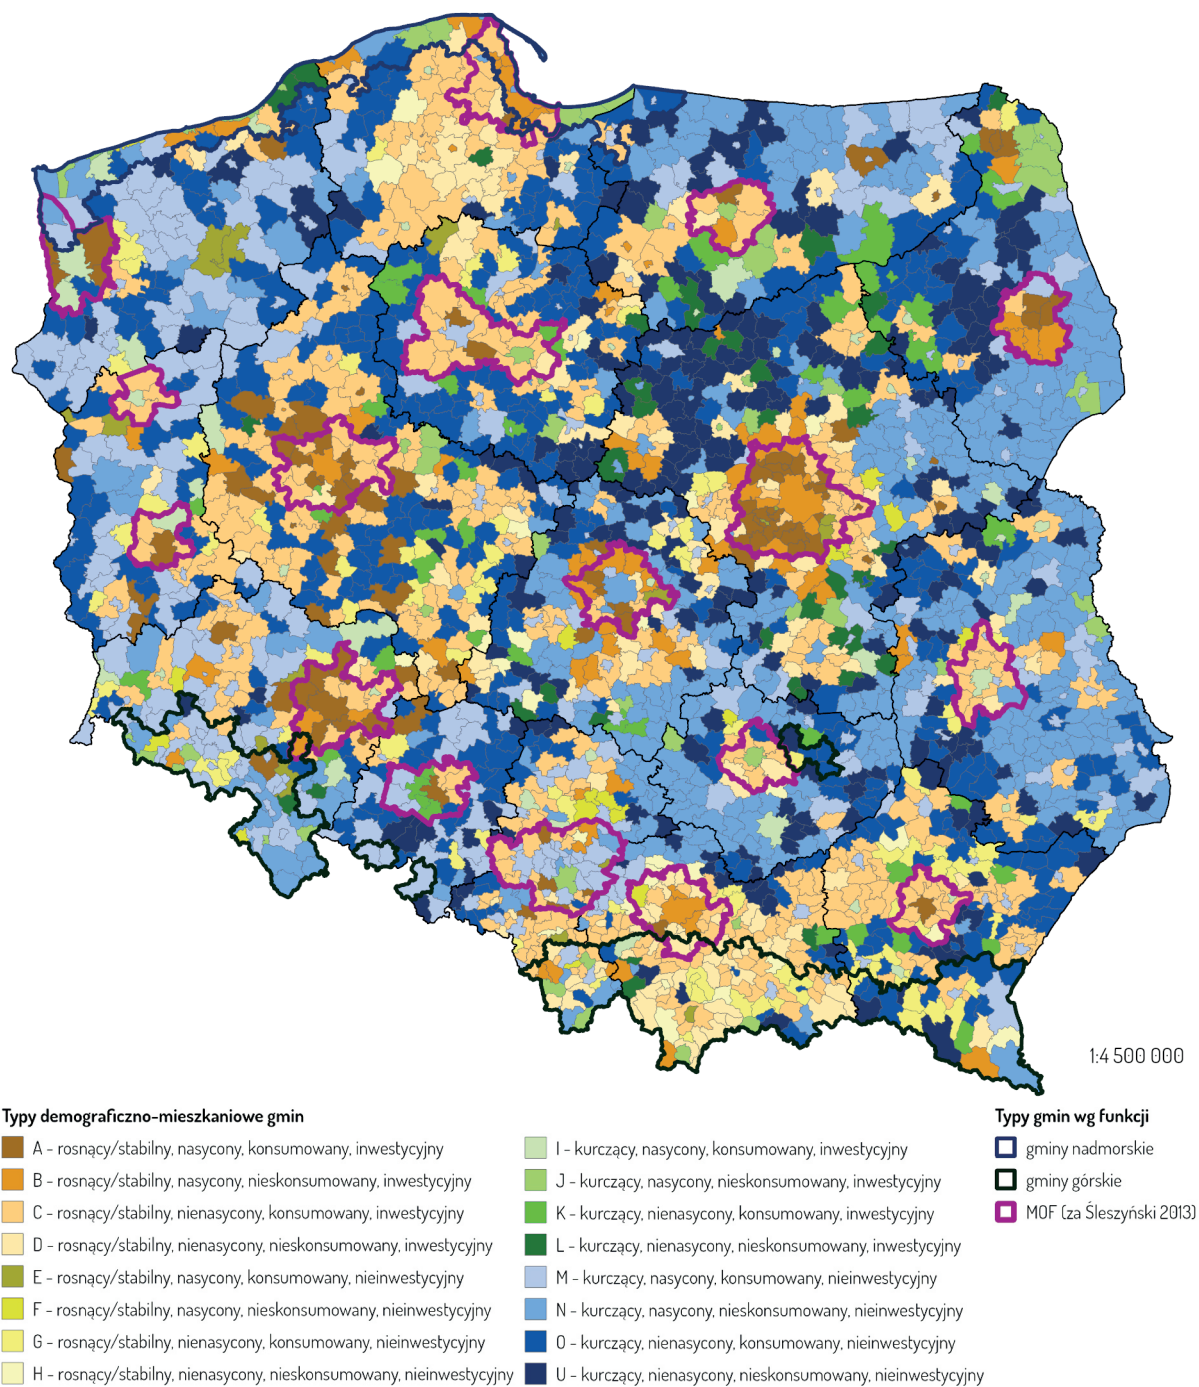 1:4 500 000
Typy demograficzno-mieszkaniowe gmin
A - rosnący/stabilny, nasycony, konsumowany, inwestycyjny
B - rosnący/stabilny, nasycony, nieskonsumowany, inwestycyjny
C - rosnący/stabilny, nienasycony, konsumowany, inwestycyjny
D - rosnący/stabilny, nienasycony, nieskonsumowany, inwestycyjny
E - rosnący/stabilny, nasycony, konsumowany, nieinwestycyjny
F - rosnący/stabilny, nasycony, nieskonsumowany, nieinwestycyjny
G - rosnący/stabilny, nienasycony, konsumowany, nieinwestycyjny
H - rosnący/stabilny, nienasycony, nieskonsumowany, nieinwestycyjny
I - kurczący, nasycony, konsumowany, inwestycyjny
J - kurczący, nasycony, nieskonsumowany, inwestycyjny
K - kurczący, nienasycony, konsumowany, inwestycyjny
L - kurczący, nienasycony, nieskonsumowany, inwestycyjny
M - kurczący, nasycony, konsumowany, nieinwestycyjny
N - kurczący, nasycony, nieskonsumowany, nieinwestycyjny
O - kurczący, nienasycony, konsumowany, nieinwestycyjny
U - kurczący, nienasycony, nieskonsumowany, nieinwestycyjny
Typy gmin wg funkcji
gminy nadmorskie
gminy górskie
MOF (za Śleszyński 2013)